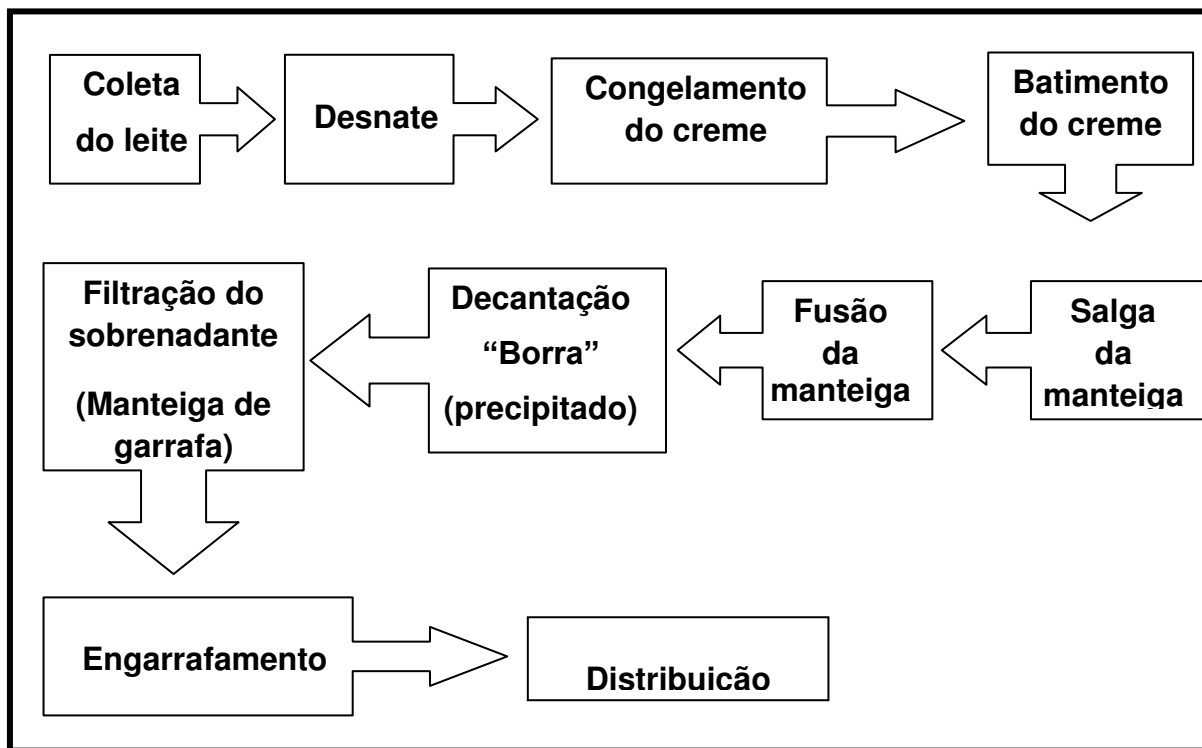 Coleta
do leite
Desnate
Congelamento
do creme
Batimento
do creme
Salga
da
manteiga
Fusão
da
manteiga
Decantação
“Borra”
(precipitado)
Filtração do
sobrenadante
(Manteiga de
garrafa)
Engarrafamento
Distribuicão